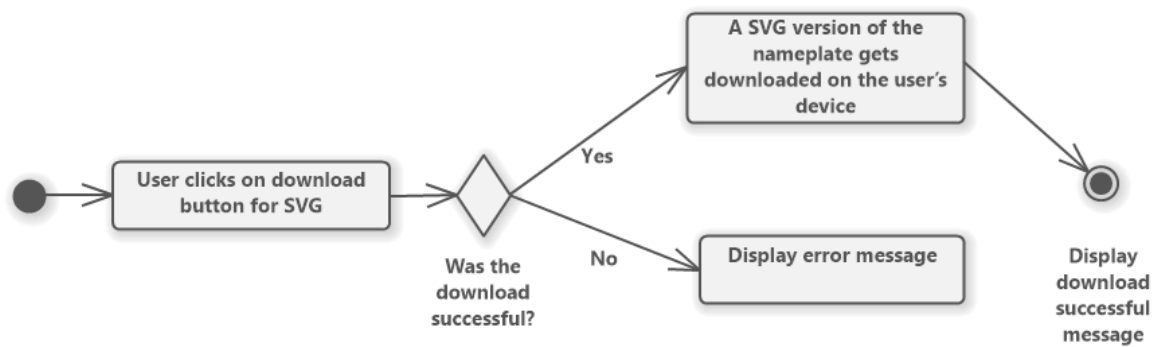 A SVG version of the
nameplate gets
downloaded on the user's
device
Yes
User clicks on download
button for SVG
Was the
download
successful?
No
Display error message
Display
download
successful
message